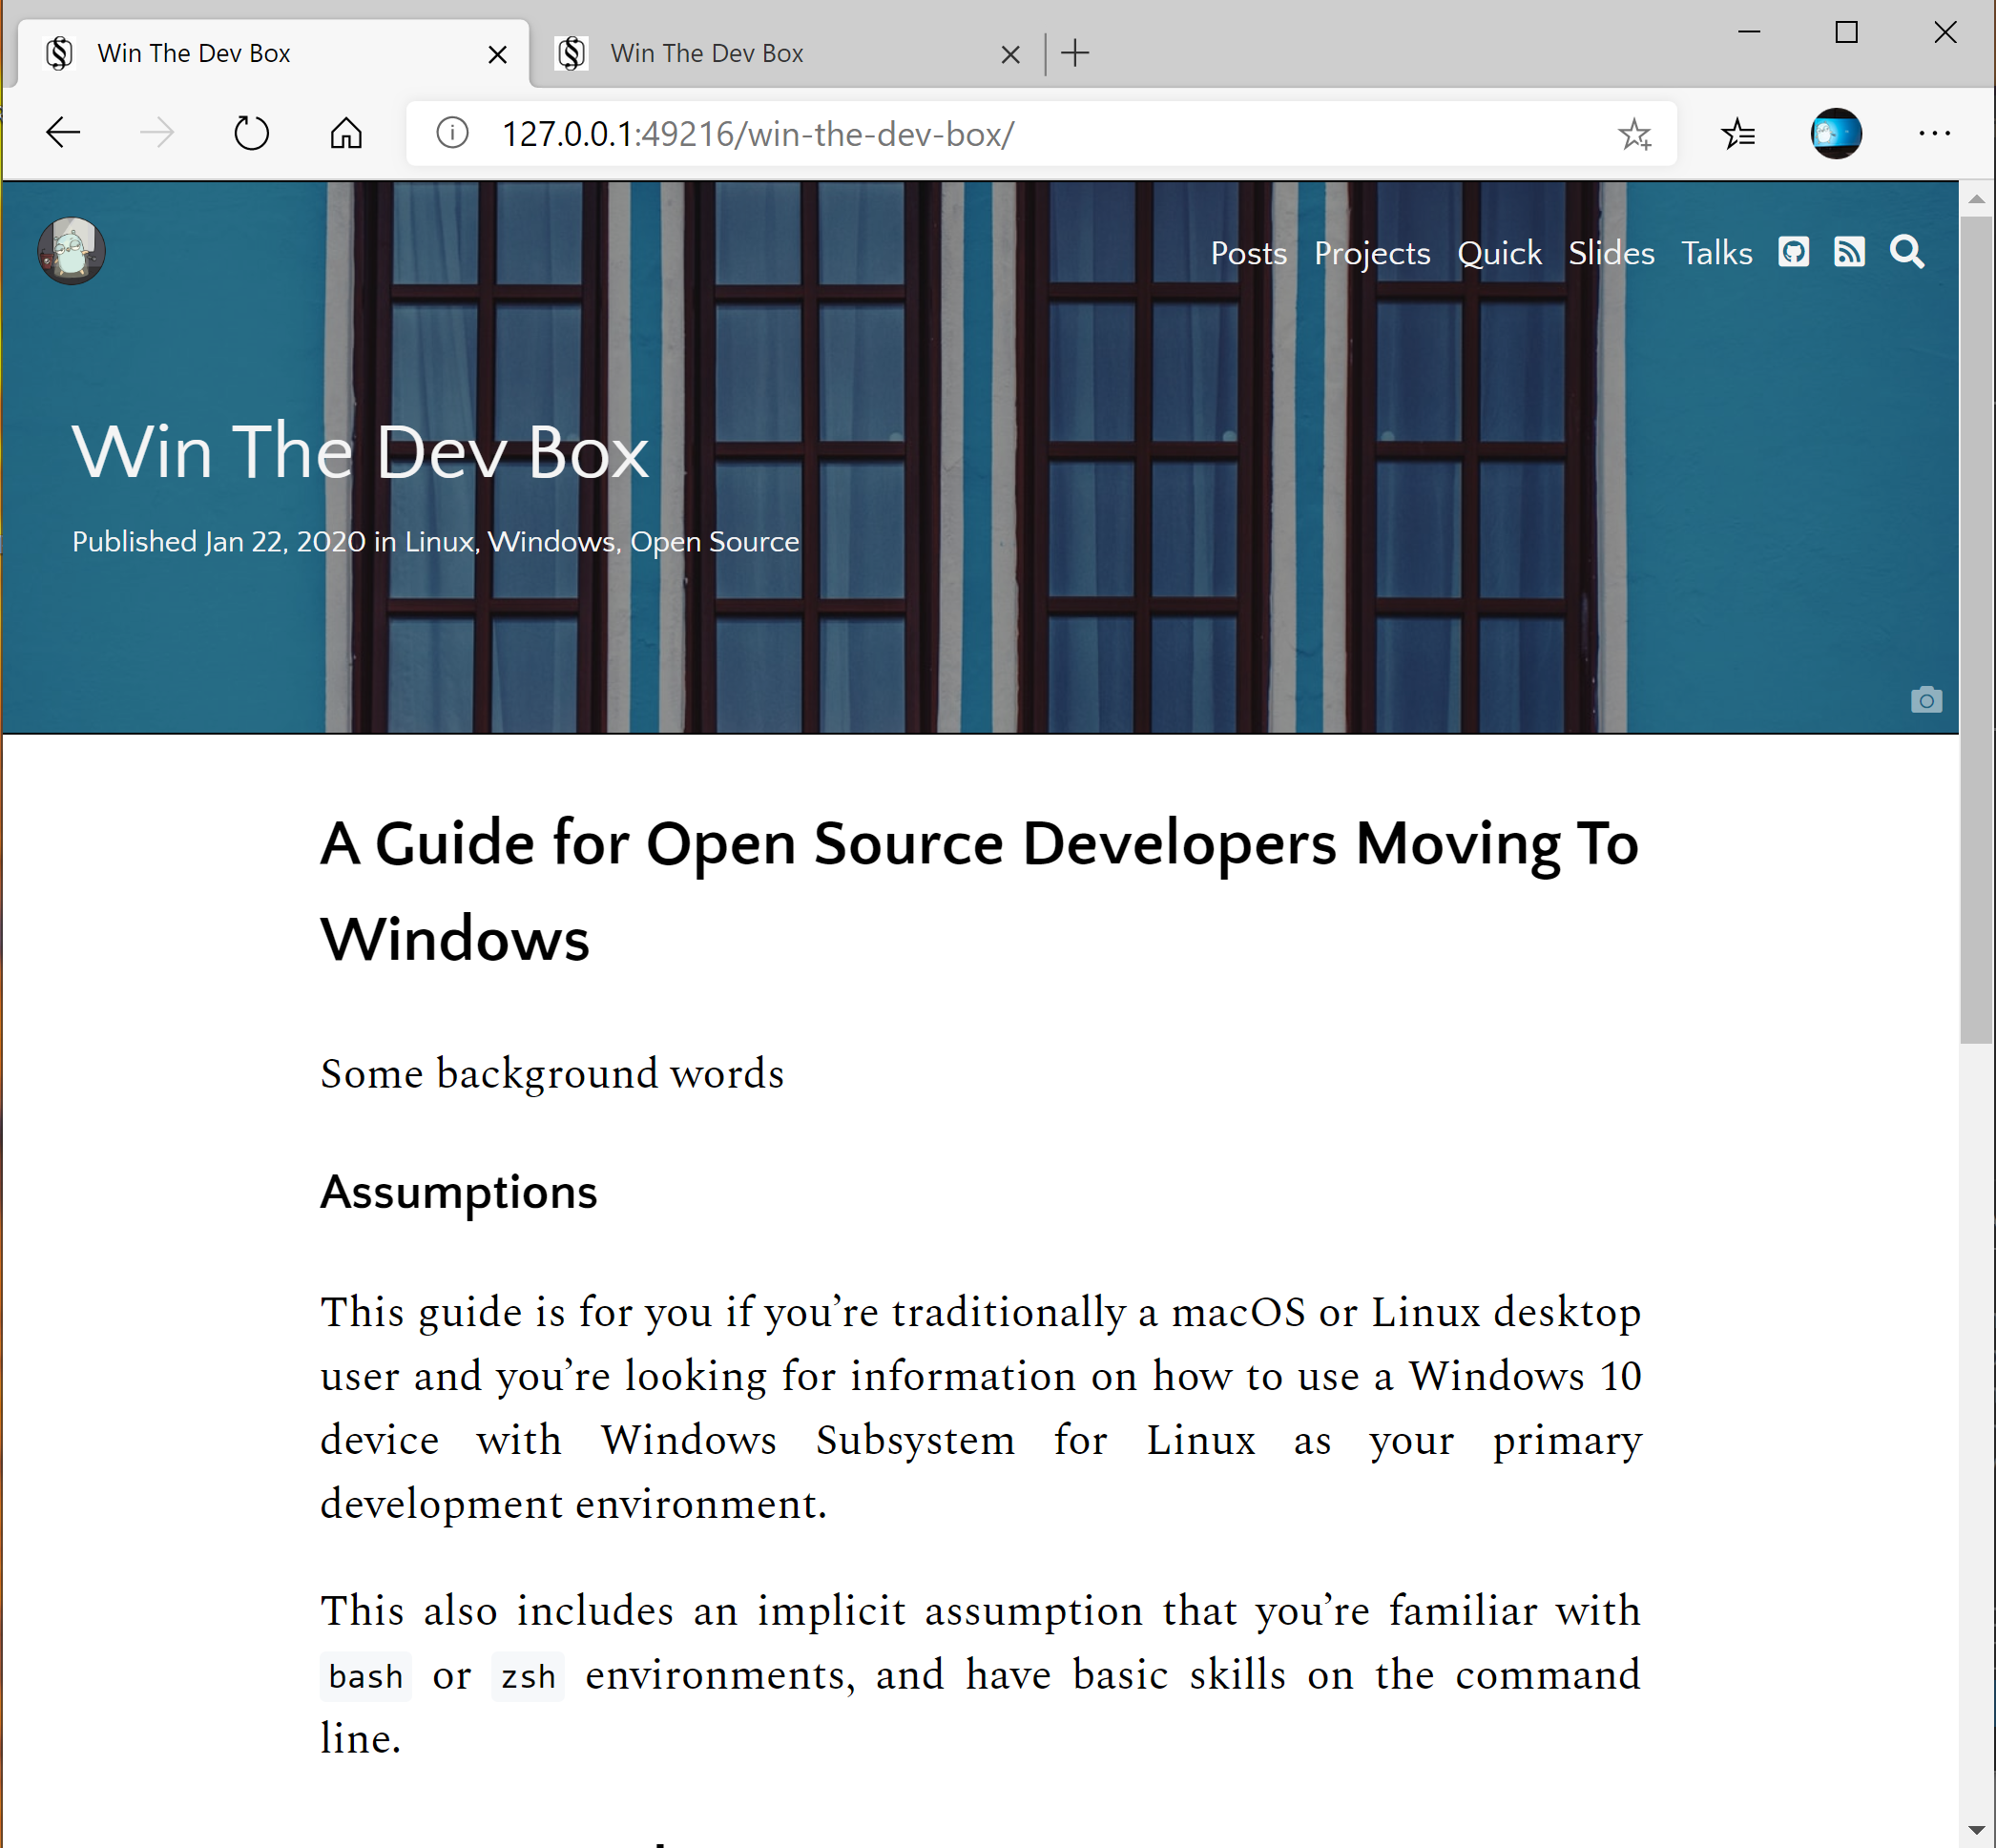 Win The Dev Box
Win The Dev Box
127.0.0.1:49216/win-the-dev-box/
Posts Projects Quick Slides Talks
Win The Dev Box
Published Jan 22, 2020 in Linux, Windows, Open Source
A Guide for Open Source Developers Moving To
Windows
Some background words
Assumptions
This guide is for you if you’re traditionally a macOS or Linux desktop
user and you’re looking for information on how to use a Windows 10
device with Windows Subsystem for Linux as your primary
development environment.
This also includes an implicit assumption that you’re familiar with
bash or zsh environments, and have basic skills on the command
line.